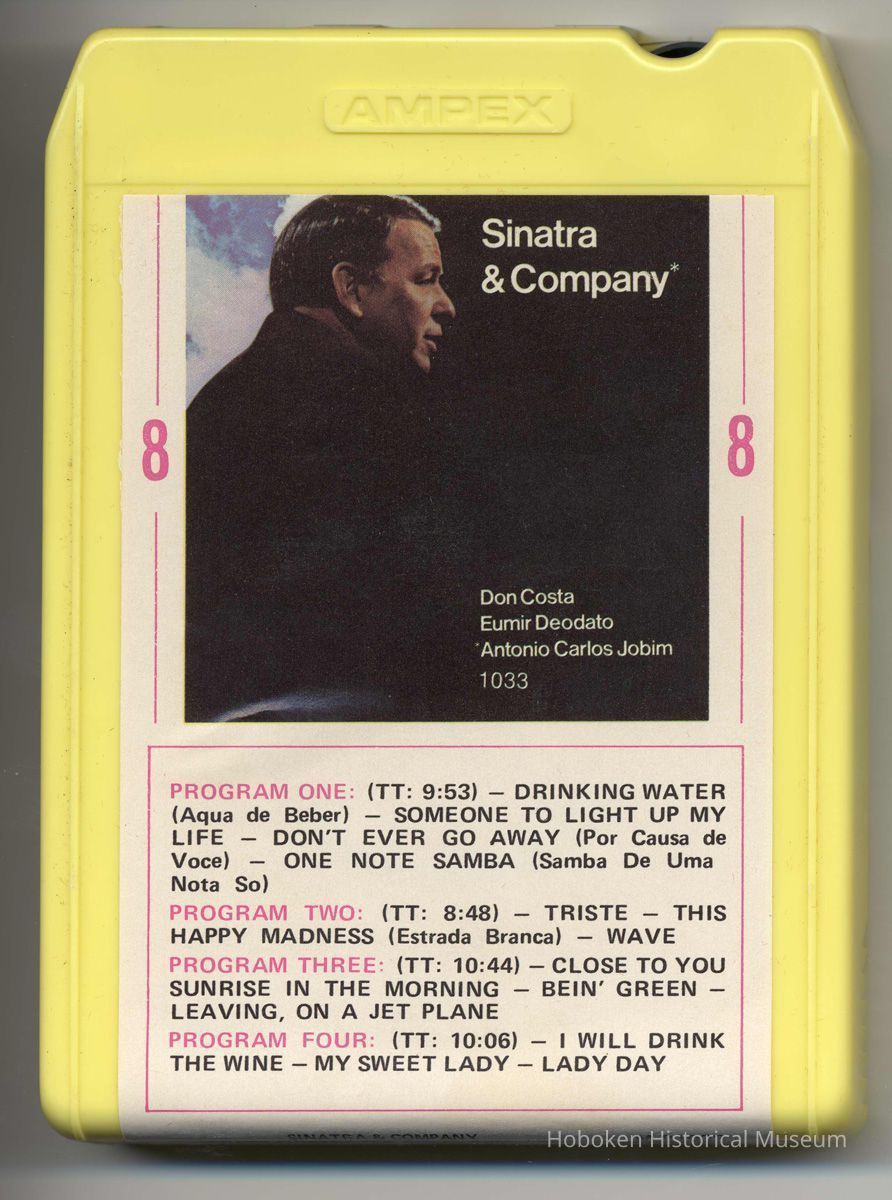 AMPEX
Sinatra
& Company*
8
8
Don Costa
Eumir Deodato
*Antonio Carlos Jobim
1033
PROGRAM ONE: (TT: 9:53) – DRINKING WATER
(Aqua de Beber) – SOMEONE TO LIGHT UP MY
LIFE – DON'T EVER GO AWAY (Por Causa de
Voce) – ONE NOTE SAMBA (Samba De Uma
Nota So)
PROGRAM TWO: (TT: 8:48) – TRISTE – THIS
HAPPY MADNESS (Estrada Branca) – WAVE
PROGRAM THREE: (TT: 10:44) – CLOSE TO YOU
SUNRISE IN THE MORNING – BEIN' GREEN –
LEAVING, ON A JET PLANE
PROGRAM FOUR: (TT: 10:06) – I WILL DRINK
THE WINE – MY SWEET LADY – LADY DAY
SINATRA & COMPANY
Hoboken Historical Museum